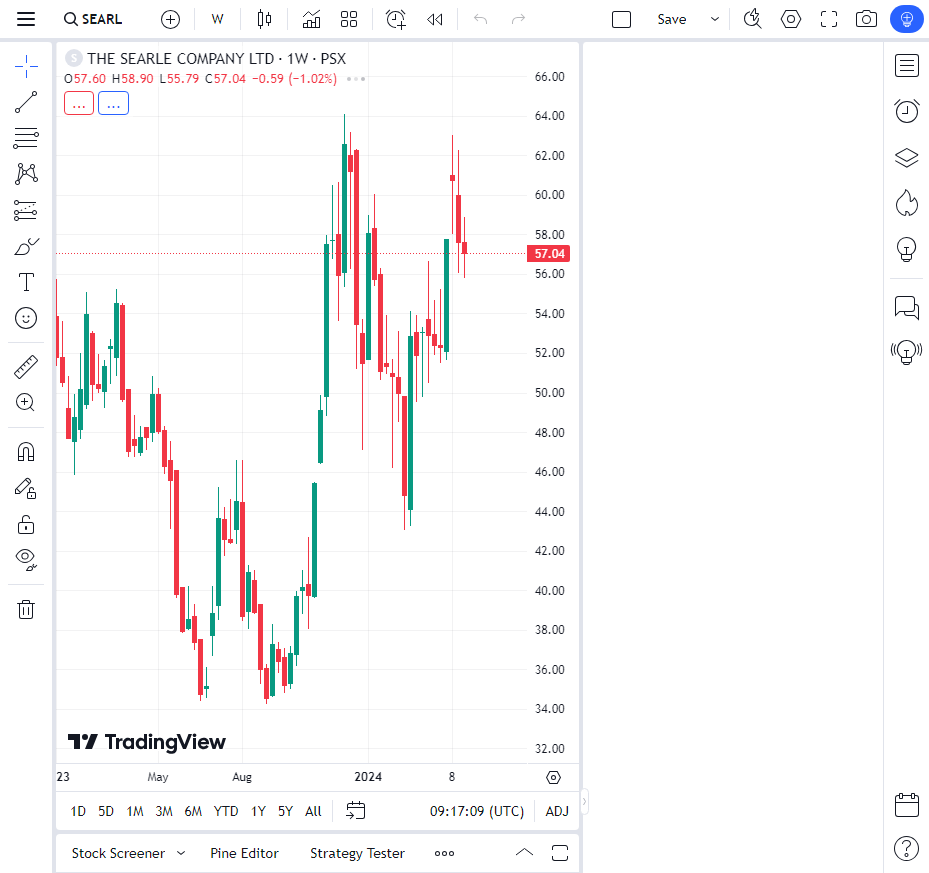 SEARL W Save
S THE SEARLE COMPANY LTD · 1W · PSX
O57.60 H58.90 L55.79 C57.04 −0.59 (−1.02%)
... ...
66.00
64.00
62.00
60.00
58.00
57.04
56.00
54.00
52.00
50.00
48.00
46.00
44.00
42.00
40.00
38.00
36.00
34.00
32.00
TradingView
23 May Aug 2024 8
1D 5D 1M 3M 6M YTD 1Y 5Y All 09:17:09 (UTC) ADJ
Stock Screener Pine Editor Strategy Tester